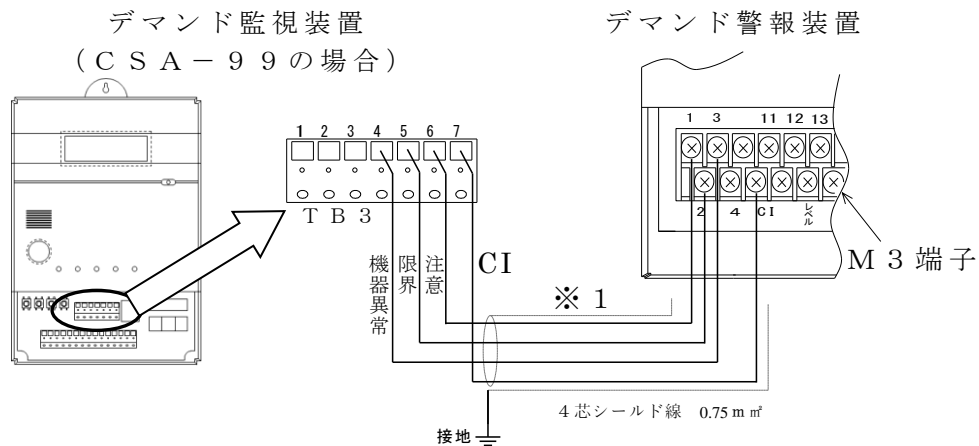 デマンド監視装置
(CSA-99の場合)
デマンド警報装置
1 2 3 4 5 6 7
TB3
機器異常
限界
注意
CI
※1
1 3 11 12 13
2 4 CI レベル
M3端子
4芯シールド線 0.75m㎡
接地